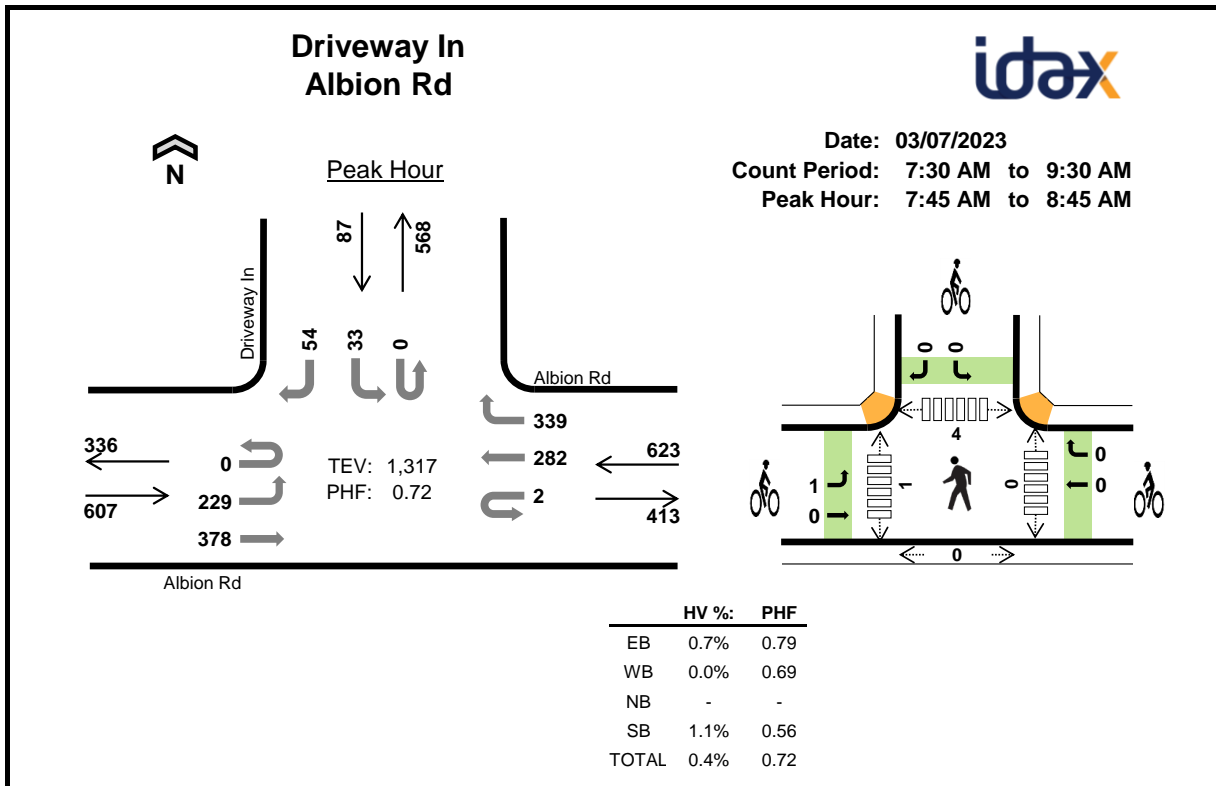 Driveway In
Albion Rd
idax
Date: 03/07/2023
Count Period: 7:30 AM to 9:30 AM
Peak Hour: 7:45 AM to 8:45 AM
N
Peak Hour
87
568
Driveway In
54
33
0
Albion Rd
339
282
2
623
413
336
607
0
229
378
TEV: 1,317
PHF: 0.72
Albion Rd
0
0
4
1
0
1
0
0
0
0
HV %: PHF
EB 0.7% 0.79
WB 0.0% 0.69
NB - -
SB 1.1% 0.56
TOTAL 0.4% 0.72